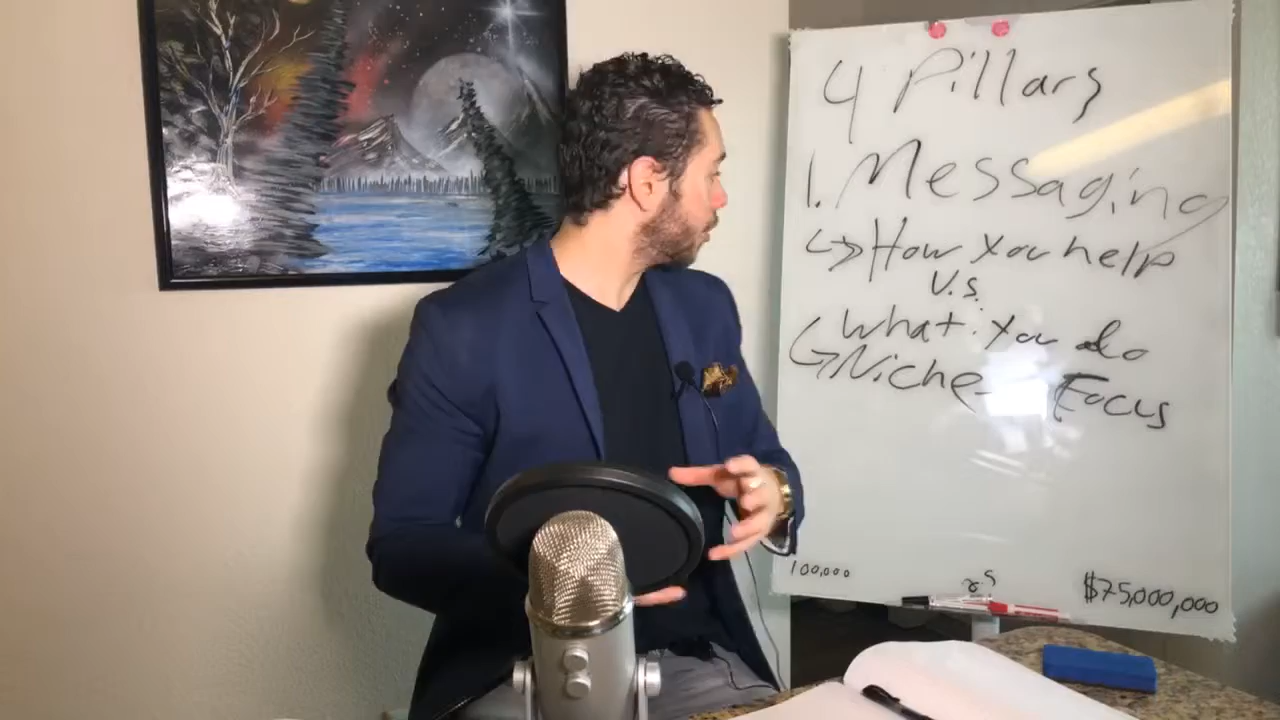 4 Pillars
1. Messaging
↳> How you help
V.S.
What you do
↳ Niche - Focus
100,000
$75,000,000